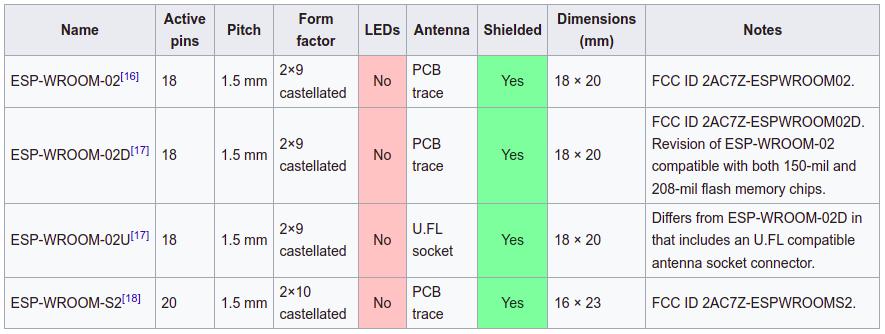 Name Active pins Pitch Form factor LEDs Antenna Shielded Dimensions (mm) Notes
ESP-WROOM-02[16] 18 1.5 mm 2×9 castellated No PCB trace Yes 18 × 20 FCC ID 2AC7Z-ESPWROOM02.
ESP-WROOM-02D[17] 18 1.5 mm 2×9 castellated No PCB trace Yes 18 × 20 FCC ID 2AC7Z-ESPWROOM02D. Revision of ESP-WROOM-02 compatible with both 150-mil and 208-mil flash memory chips.
ESP-WROOM-02U[17] 18 1.5 mm 2×9 castellated No U.FL socket Yes 18 × 20 Differs from ESP-WROOM-02D in that includes an U.FL compatible antenna socket connector.
ESP-WROOM-S2[18] 20 1.5 mm 2×10 castellated No PCB trace Yes 16 × 23 FCC ID 2AC7Z-ESPWROOMS2.